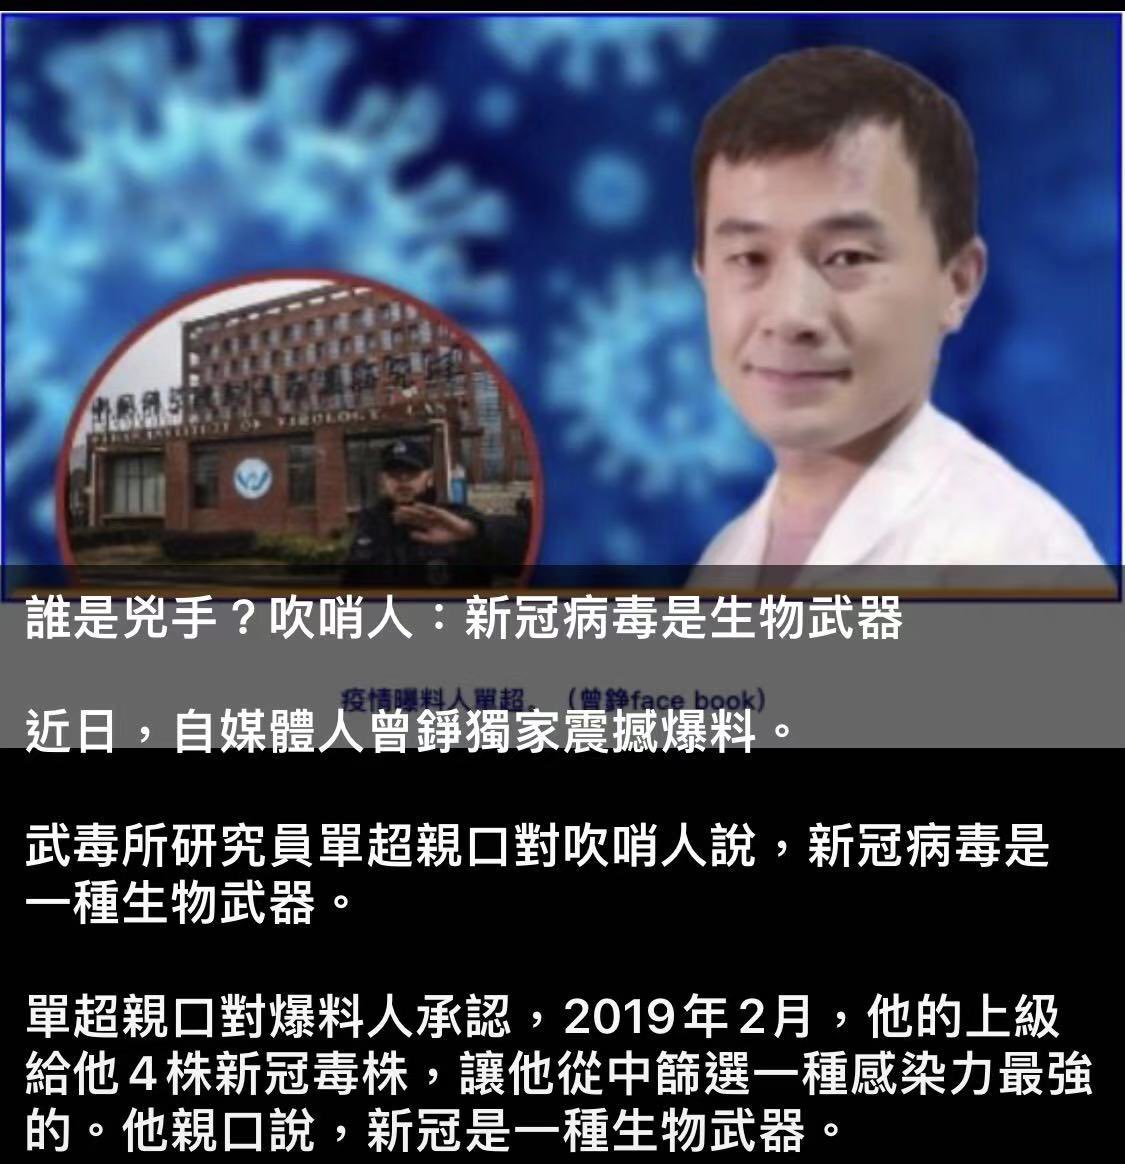 INSTITUTE OF VIROLOGY, CAS
誰是兇手？吹哨人：新冠病毒是生物武器
疫情曝料人單超。（曾錚face book）
近日，自媒體人曾錚獨家震撼爆料。
武毒所研究員單超親口對吹哨人說，新冠病毒是
一種生物武器。
單超親口對爆料人承認，2019年2月，他的上級
給他4株新冠毒株，讓他從中篩選一種感染力最強
的。他親口說，新冠是一種生物武器。